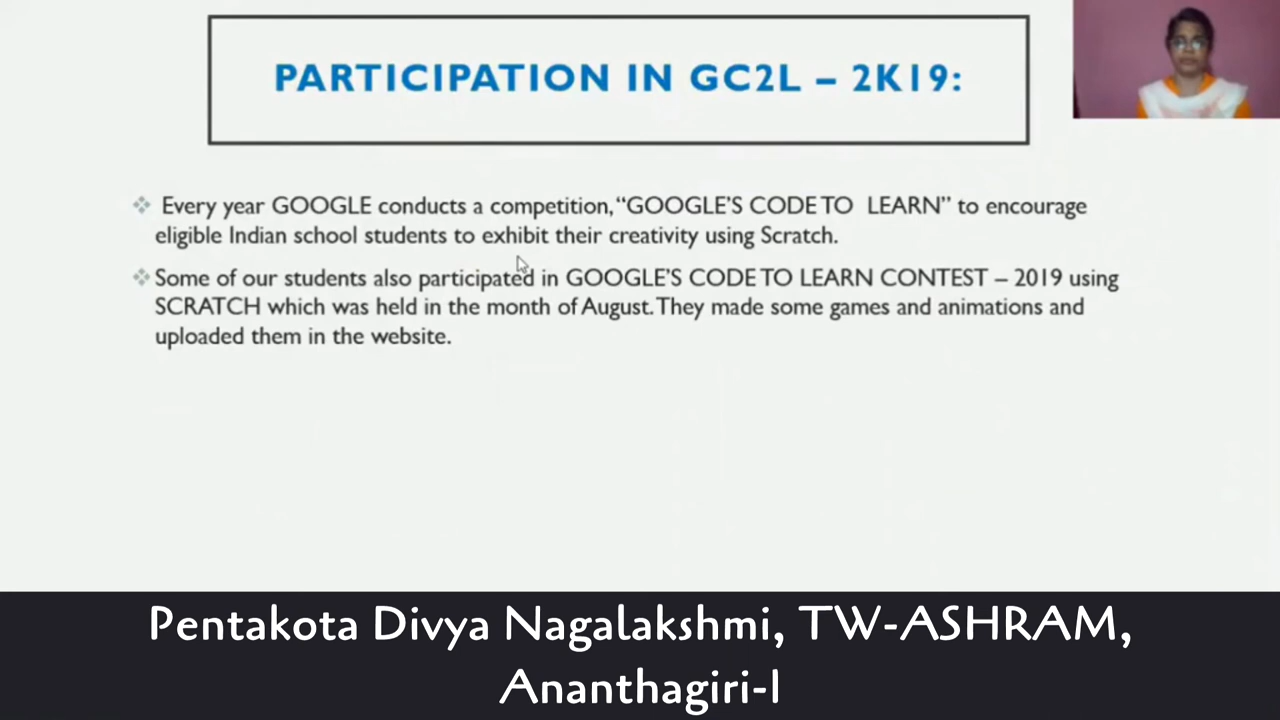 PARTICIPATION IN GC2L – 2K19:
❖ Every year GOOGLE conducts a competition, “GOOGLE’S CODE TO LEARN” to encourage
eligible Indian school students to exhibit their creativity using Scratch.
❖ Some of our students also participated in GOOGLE’S CODE TO LEARN CONTEST – 2019 using
SCRATCH which was held in the month of August. They made some games and animations and
uploaded them in the website.
Pentakota Divya Nagalakshmi, TW-ASHRAM,
Ananthagiri-I